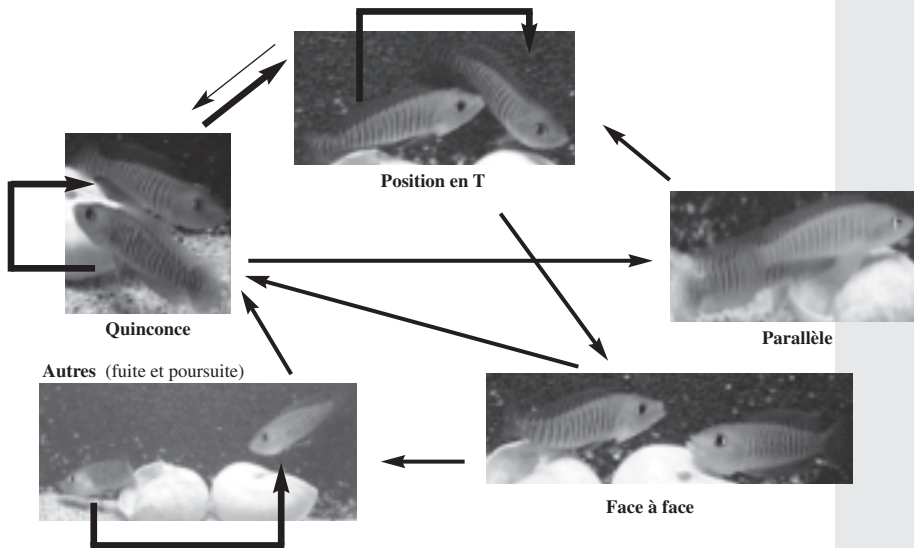 Position en T
Quinconce
Parallèle
Autres (fuite et poursuite)
Face à face